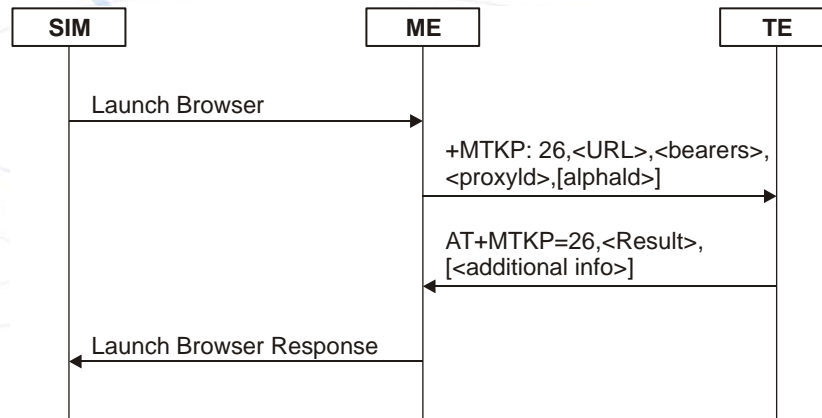 SIM
ME
TE
Launch Browser
+MTKP: 26,<URL>,<bearers>,
<proxyId>,[alphaId>]
AT+MTKP=26,<Result>,
[<additional info>]
Launch Browser Response